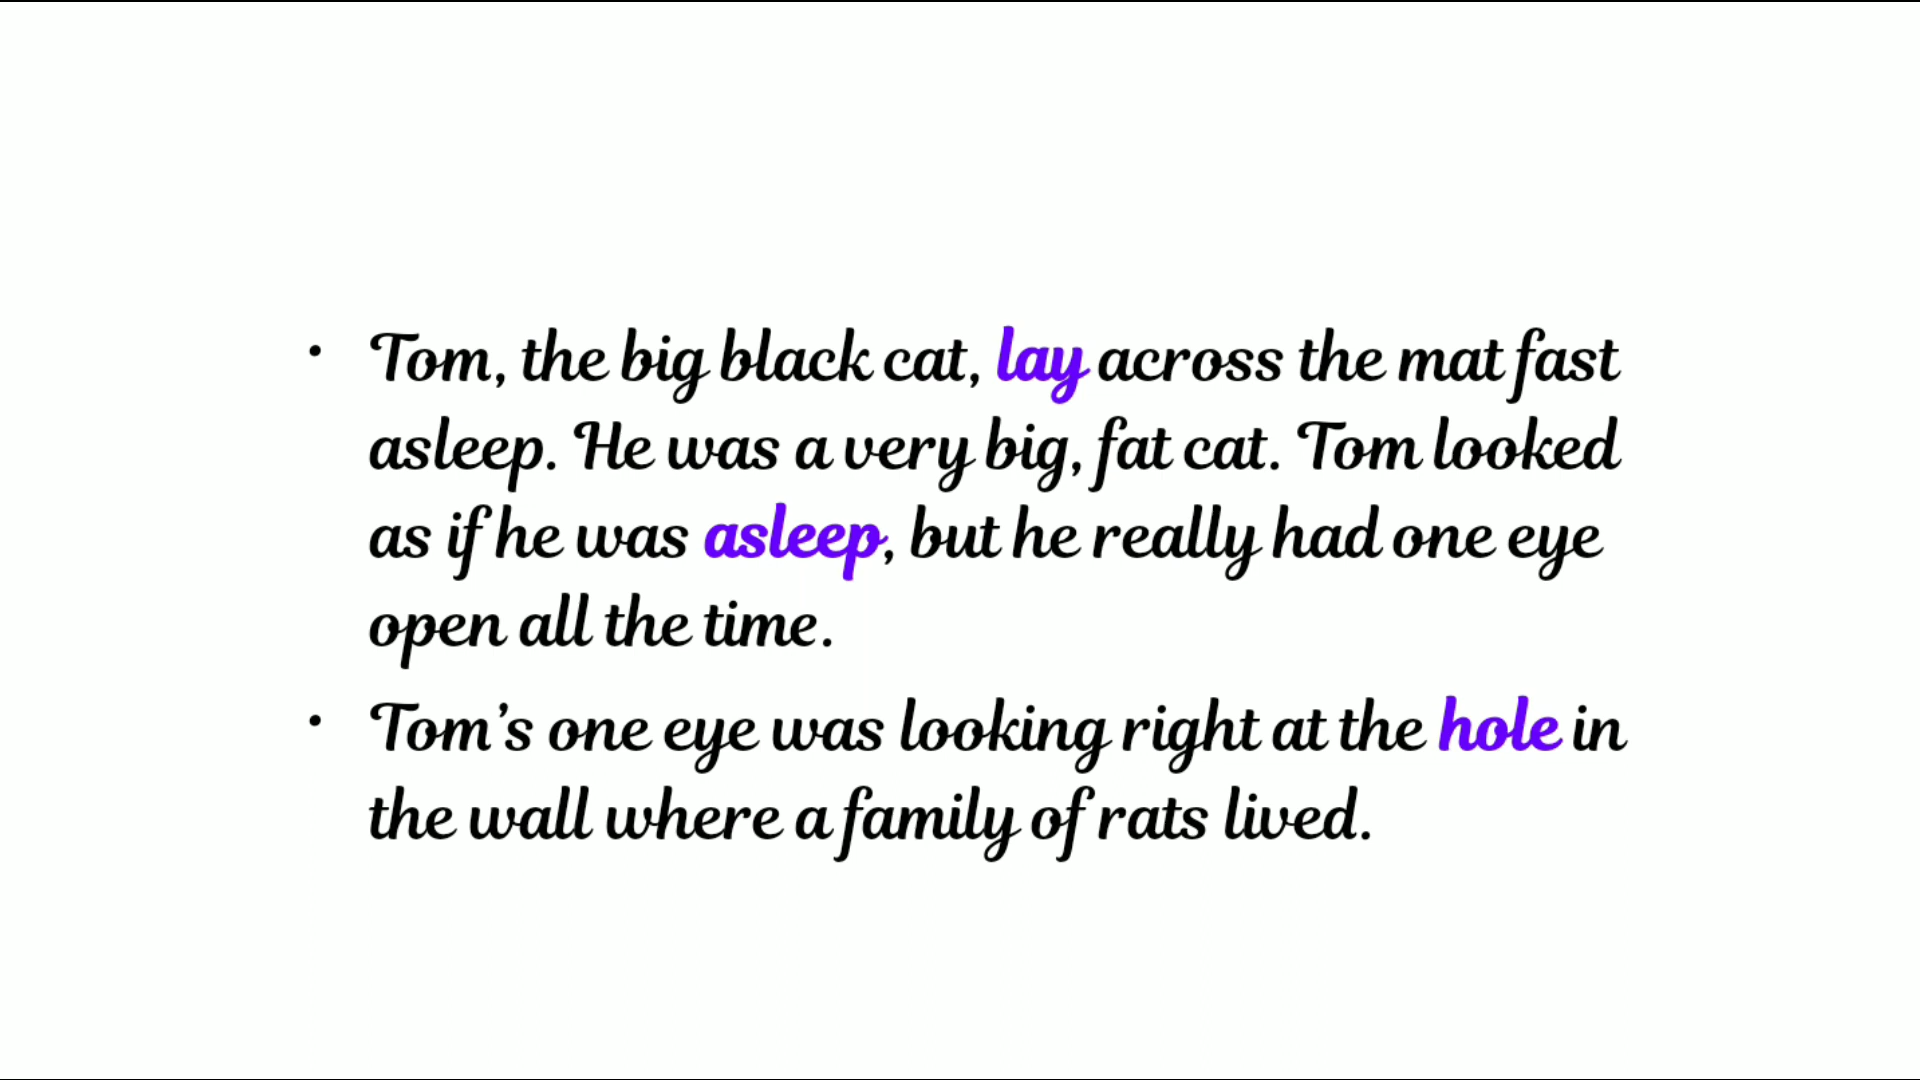 • Tom, the big black cat, lay across the mat fast
asleep. He was a very big, fat cat. Tom looked
as if he was asleep, but he really had one eye
open all the time.
• Tom’s one eye was looking right at the hole in
the wall where a family of rats lived.